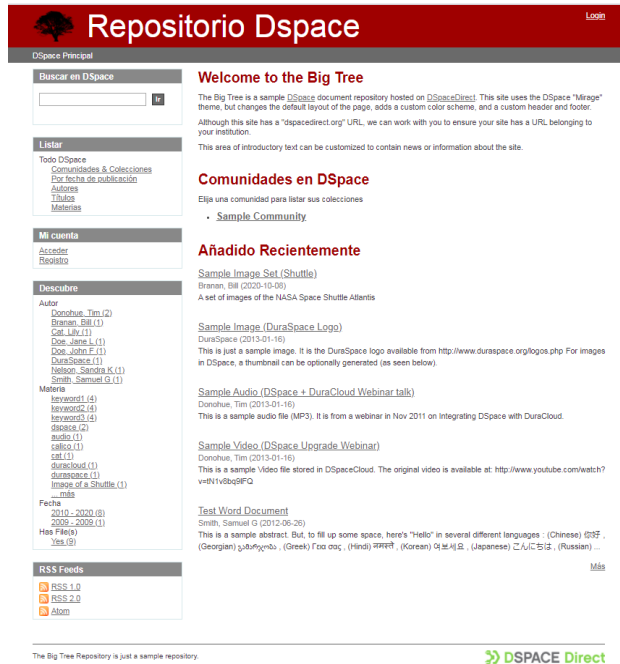 Repositorio Dspace
Login
DSpace Principal
Buscar en DSpace
Ir
Listar
Todo DSpace
Comunidades & Colecciones
Por fecha de publicación
Autores
Títulos
Materias
Mi cuenta
Acceder
Registro
Descubre
Autor
Donohue, Tim (2)
Branan, Bill (1)
Cat, Lily (1)
Doe, Jane L (1)
Doe, John F (1)
DuraSpace (1)
Nelson, Sandra K (1)
Smith, Samuel G (1)
Materia
keyword1 (4)
keyword2 (4)
keyword3 (4)
dspace (2)
audio (1)
calico (1)
cat (1)
duracloud (1)
duraspace (1)
Image of a Shuttle (1)
... más
Fecha
2010 - 2020 (8)
2009 - 2009 (1)
Has File(s)
Yes (9)
RSS Feeds
RSS 1.0
RSS 2.0
Atom
Welcome to the Big Tree
The Big Tree is a sample DSpace document repository hosted on DSpaceDirect. This site uses the DSpace "Mirage"
theme, but changes the default layout of the page, adds a custom color scheme, and a custom header and footer.
Although this site has a "dspacedirect.org" URL, we can work with you to ensure your site has a URL belonging to
your institution.
This area of introductory text can be customized to contain news or information about the site.
Comunidades en DSpace
Elija una comunidad para listar sus colecciones
• Sample Community
Añadido Recientemente
Sample Image Set (Shuttle)
Branan, Bill (2020-10-08)
A set of images of the NASA Space Shuttle Atlantis
Sample Image (DuraSpace Logo)
DuraSpace (2013-01-16)
This is just a sample image. It is the DuraSpace logo available from http://www.duraspace.org/logos.php For images
in DSpace, a thumbnail can be optionally generated (as seen below).
Sample Audio (DSpace + DuraCloud Webinar talk)
Donohue, Tim (2013-01-16)
This is a sample audio file (MP3). It is from a webinar in Nov 2011 on Integrating DSpace with DuraCloud.
Sample Video (DSpace Upgrade Webinar)
Donohue, Tim (2013-01-16)
This is a sample Video file stored in DSpaceCloud. The original video is available at: http://www.youtube.com/watch?
v=tN1v8bq9lFQ
Test Word Document
Smith, Samuel G (2012-06-26)
This is a sample abstract. But, to fill up some space, here's "Hello" in several different languages : (Chinese) 你好 ,
(Georgian) გამარჯობა , (Greek) Γεια σας , (Hindi) नमस्ते , (Korean) 여보세요 , (Japanese) こんにちは , (Russian) ...
Más
The Big Tree Repository is just a sample repository.
DSPACE Direct